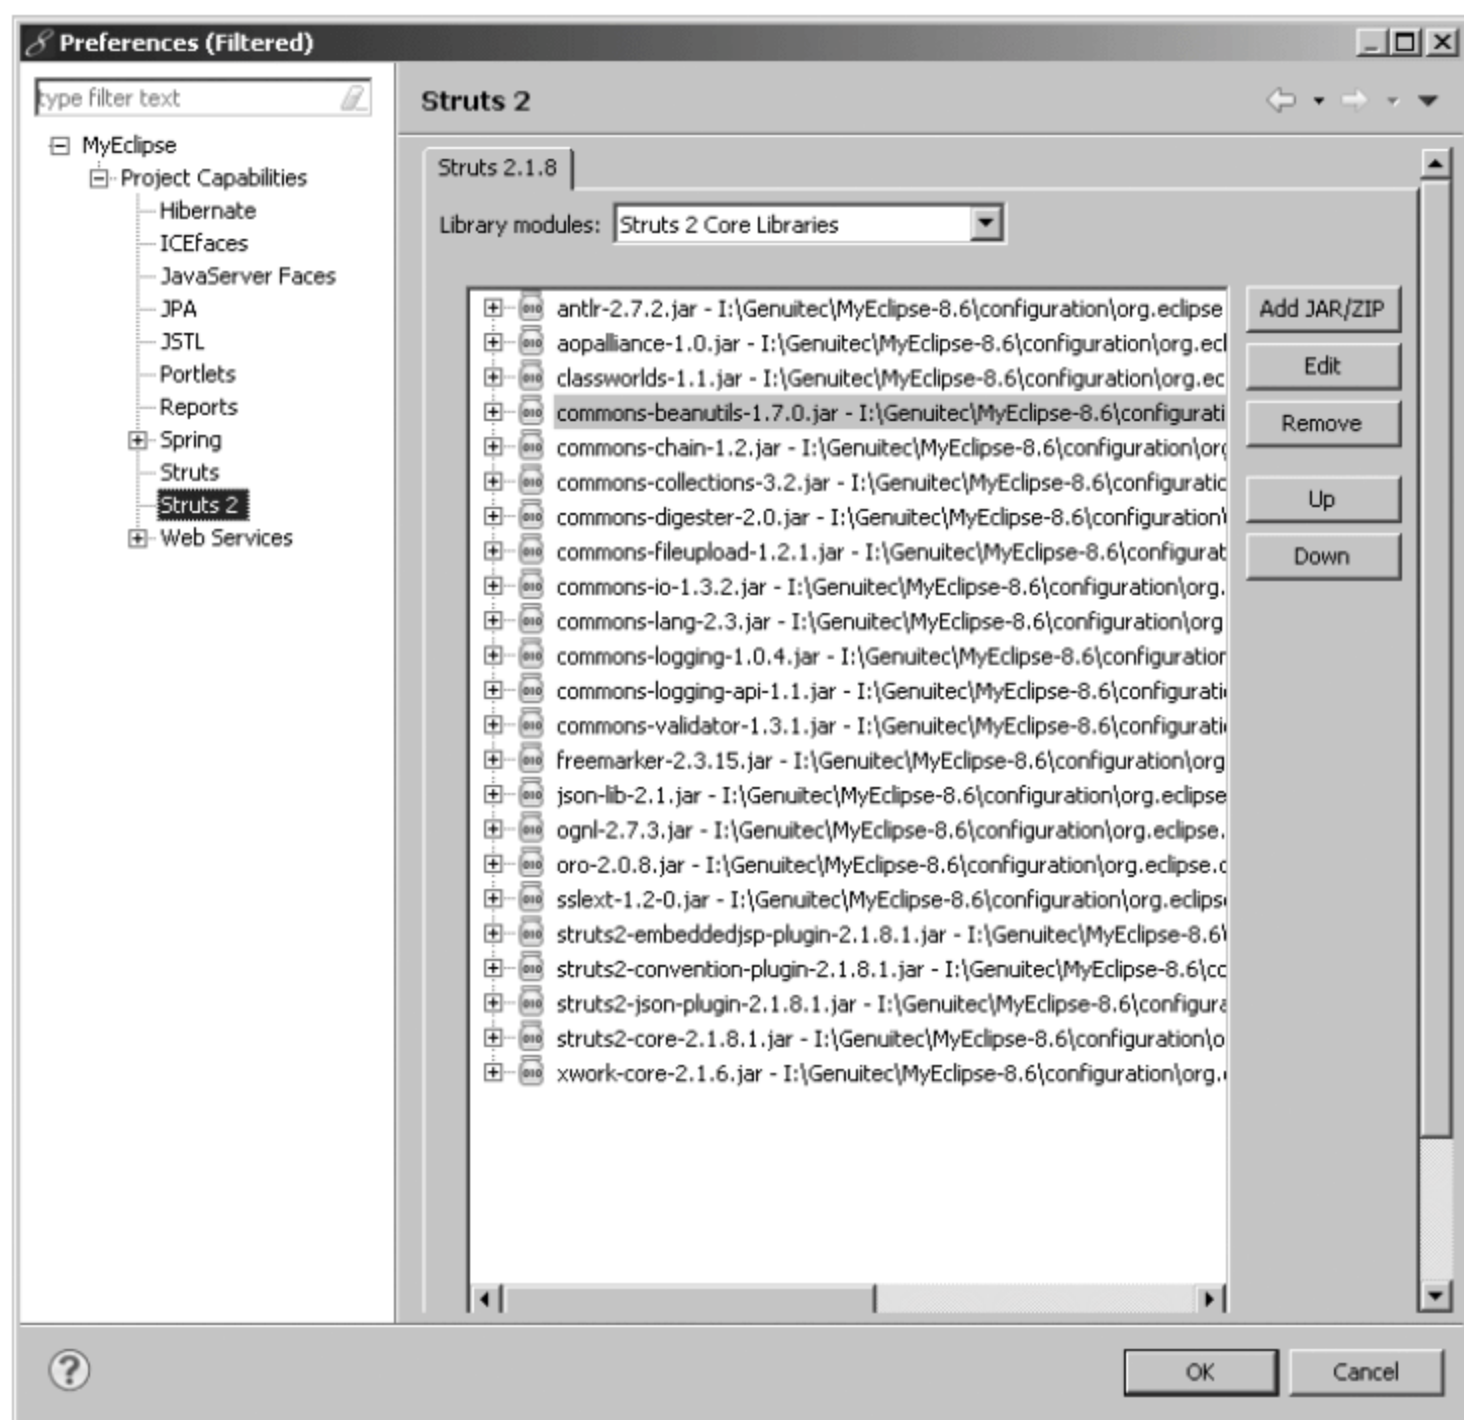 Preferences (Filtered)
type filter text
MyEclipse
Project Capabilities
Hibernate
ICEfaces
JavaServer Faces
JPA
JSTL
Portlets
Reports
Spring
Struts
Struts 2
Web Services
Struts 2
Struts 2.1.8
Library modules: Struts 2 Core Libraries
antlr-2.7.2.jar - I:\Genuitec\MyEclipse-8.6\configuration\org.eclipse
aopalliance-1.0.jar - I:\Genuitec\MyEclipse-8.6\configuration\org.ecl
classworlds-1.1.jar - I:\Genuitec\MyEclipse-8.6\configuration\org.ec
commons-beanutils-1.7.0.jar - I:\Genuitec\MyEclipse-8.6\configurati
commons-chain-1.2.jar - I:\Genuitec\MyEclipse-8.6\configuration\org
commons-collections-3.2.jar - I:\Genuitec\MyEclipse-8.6\configuratio
commons-digester-2.0.jar - I:\Genuitec\MyEclipse-8.6\configuration\
commons-fileupload-1.2.1.jar - I:\Genuitec\MyEclipse-8.6\configurat
commons-io-1.3.2.jar - I:\Genuitec\MyEclipse-8.6\configuration\org.
commons-lang-2.3.jar - I:\Genuitec\MyEclipse-8.6\configuration\org
commons-logging-1.0.4.jar - I:\Genuitec\MyEclipse-8.6\configuration
commons-logging-api-1.1.jar - I:\Genuitec\MyEclipse-8.6\configurati
commons-validator-1.3.1.jar - I:\Genuitec\MyEclipse-8.6\configurati
freemarker-2.3.15.jar - I:\Genuitec\MyEclipse-8.6\configuration\org
json-lib-2.1.jar - I:\Genuitec\MyEclipse-8.6\configuration\org.eclipse
ognl-2.7.3.jar - I:\Genuitec\MyEclipse-8.6\configuration\org.eclipse.
oro-2.0.8.jar - I:\Genuitec\MyEclipse-8.6\configuration\org.eclipse.o
sslext-1.2-0.jar - I:\Genuitec\MyEclipse-8.6\configuration\org.eclips
struts2-embeddedjsp-plugin-2.1.8.1.jar - I:\Genuitec\MyEclipse-8.6\
struts2-convention-plugin-2.1.8.1.jar - I:\Genuitec\MyEclipse-8.6\co
struts2-json-plugin-2.1.8.1.jar - I:\Genuitec\MyEclipse-8.6\configura
struts2-core-2.1.8.1.jar - I:\Genuitec\MyEclipse-8.6\configuration\o
xwork-core-2.1.6.jar - I:\Genuitec\MyEclipse-8.6\configuration\org.
Add JAR/ZIP
Edit
Remove
Up
Down
OK
Cancel